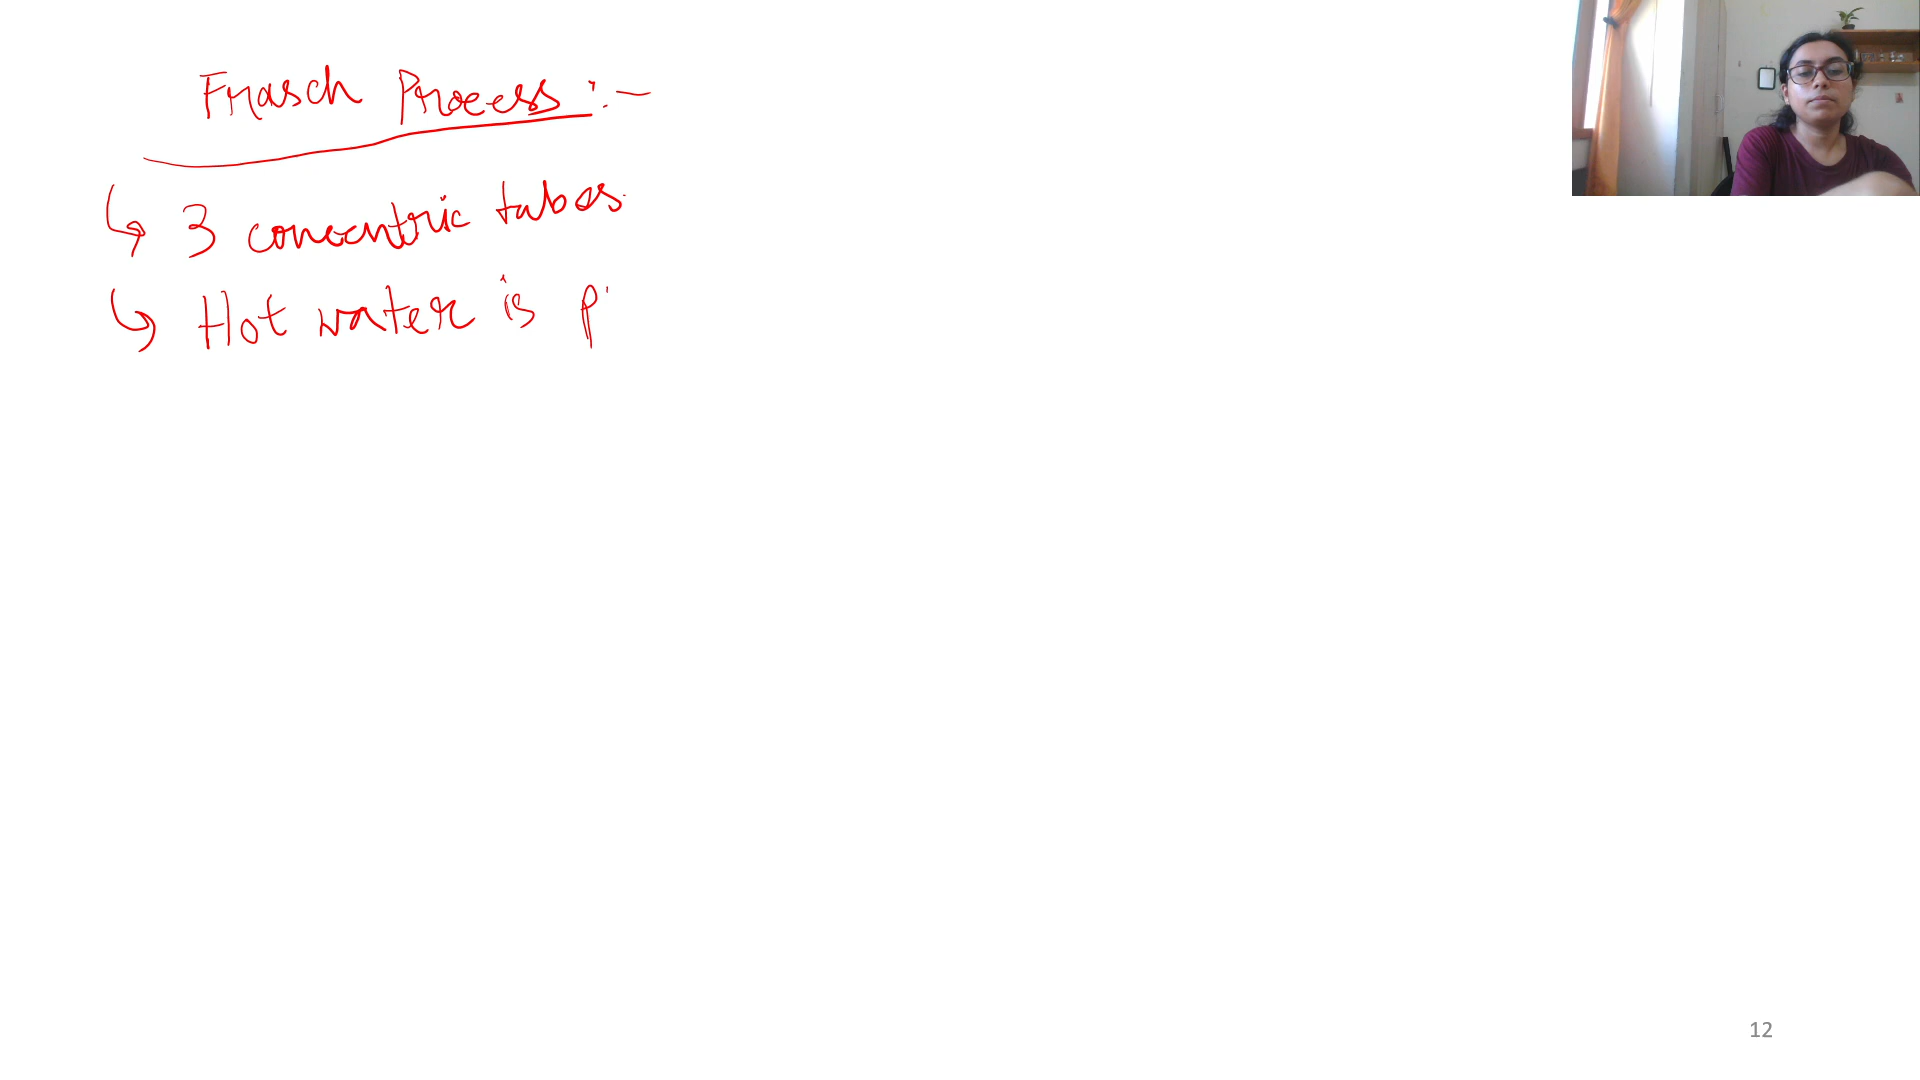 Frasch Process :-
↳ 3 concentric tubes.
↳ Hot water is p
12